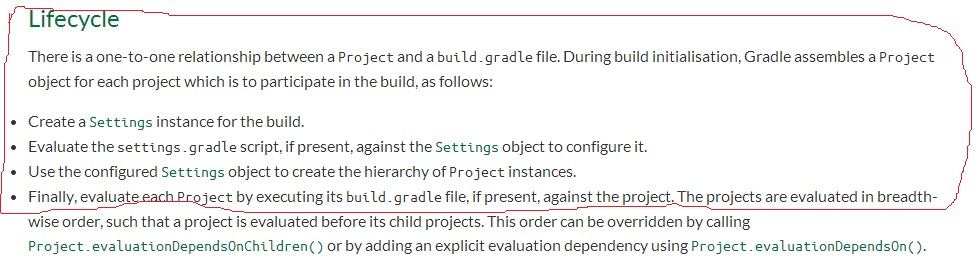 Lifecycle
There is a one-to-one relationship between a Project and a build.gradle file. During build initialisation, Gradle assembles a Project
object for each project which is to participate in the build, as follows:
• Create a Settings instance for the build.
• Evaluate the settings.gradle script, if present, against the Settings object to configure it.
• Use the configured Settings object to create the hierarchy of Project instances.
• Finally, evaluate each Project by executing its build.gradle file, if present, against the project. The projects are evaluated in breadth-
wise order, such that a project is evaluated before its child projects. This order can be overridden by calling
Project.evaluationDependsOnChildren() or by adding an explicit evaluation dependency using Project.evaluationDependsOn().